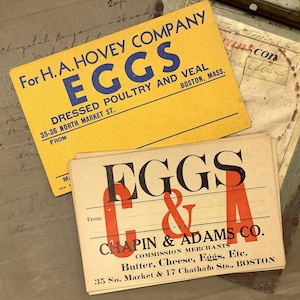 For H. A. HOVEY COMPANY
EGGS
DRESSED POULTRY AND VEAL
35-36 NORTH MARKET ST. BOSTON, MASS.
FROM
con
EGGS
C & A
From
CHAPIN & ADAMS CO.
COMMISSION MERCHANTS
Butter, Cheese, Eggs, Etc.
35 So. Market & 17 Chatham Sts., BOSTON